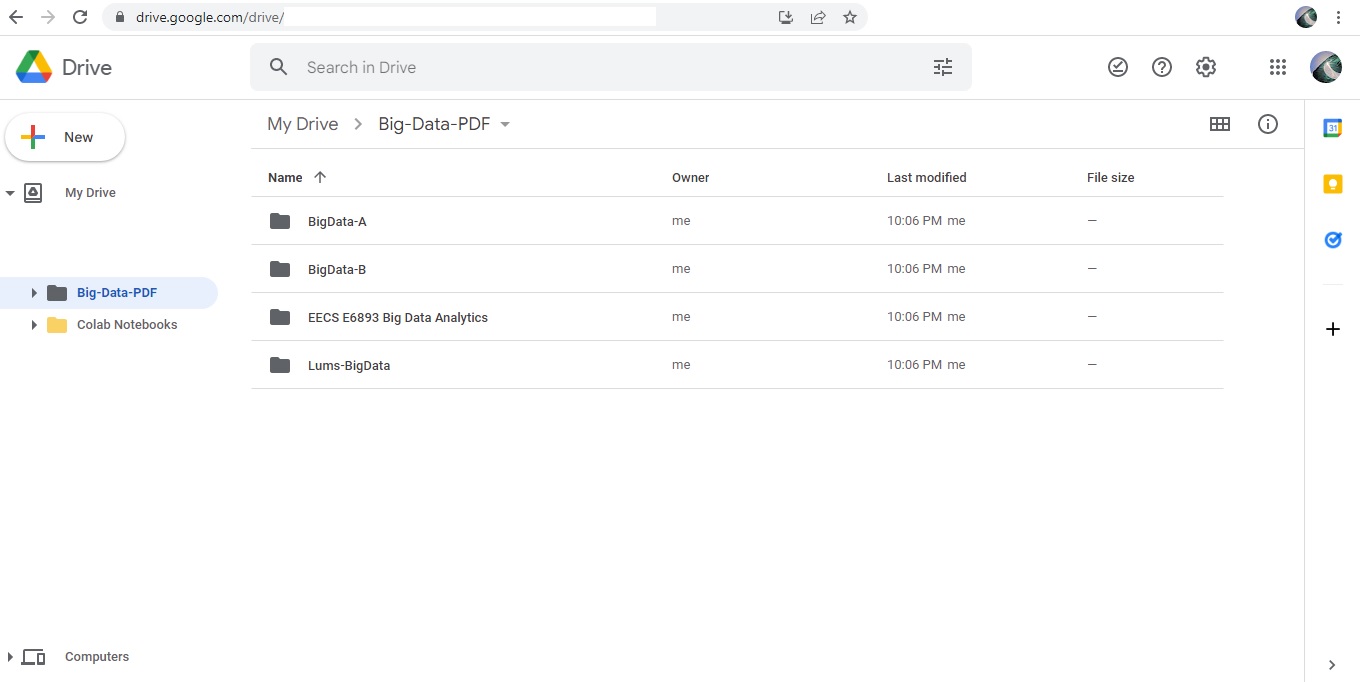 drive.google.com/drive/
Drive
Search in Drive
New
My Drive
Big-Data-PDF
Colab Notebooks
Computers
My Drive > Big-Data-PDF
Name Owner Last modified File size
BigData-A me 10:06 PM me —
BigData-B me 10:06 PM me —
EECS E6893 Big Data Analytics me 10:06 PM me —
Lums-BigData me 10:06 PM me —
31